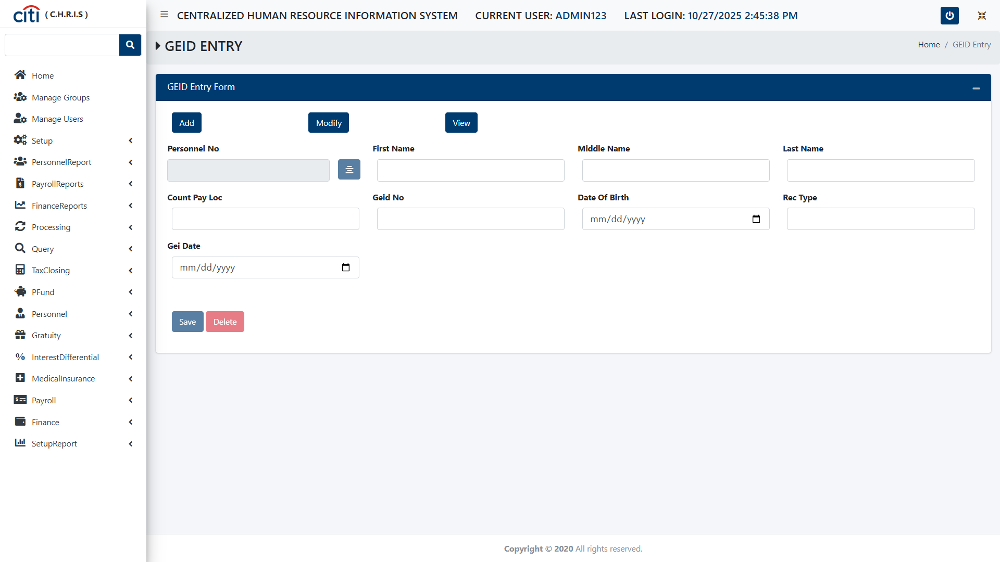 citi ( C.H.R.I.S )
CENTRALIZED HUMAN RESOURCE INFORMATION SYSTEM CURRENT USER: ADMIN123 LAST LOGIN: 10/27/2025 2:45:38 PM
Home
Manage Groups
Manage Users
Setup
PersonnelReport
PayrollReports
FinanceReports
Processing
Query
TaxClosing
PFund
Personnel
Gratuity
InterestDifferential
MedicalInsurance
Payroll
Finance
SetupReport
GEID ENTRY
Home / GEID Entry
GEID Entry Form
Add Modify View
Personnel No First Name Middle Name Last Name
Count Pay Loc Geid No Date Of Birth Rec Type
mm/dd/yyyy
Gei Date
mm/dd/yyyy
Save Delete
Copyright © 2020 All rights reserved.